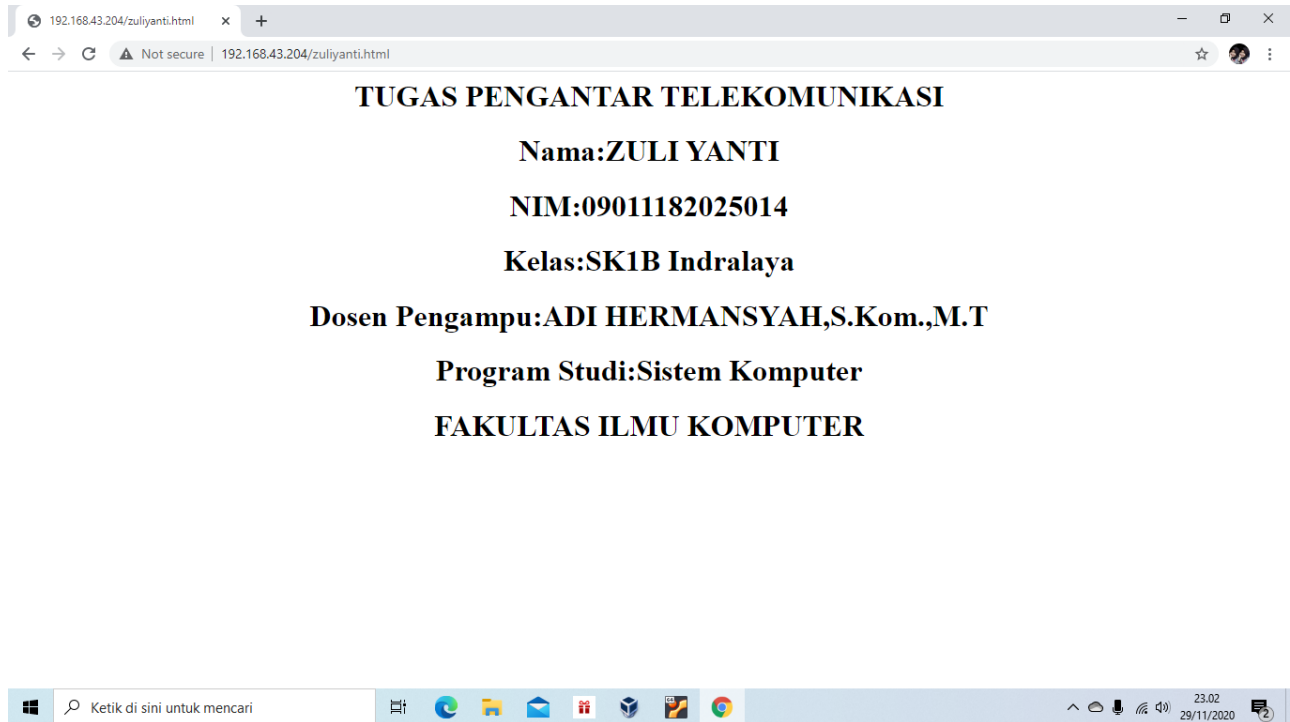 192.168.43.204/zuliyanti.html
Not secure | 192.168.43.204/zuliyanti.html
TUGAS PENGANTAR TELEKOMUNIKASI
Nama:ZULI YANTI
NIM:09011182025014
Kelas:SK1B Indralaya
Dosen Pengampu:ADI HERMANSYAH,S.Kom.,M.T
Program Studi:Sistem Komputer
FAKULTAS ILMU KOMPUTER
Ketik di sini untuk mencari
23.02
29/11/2020
2